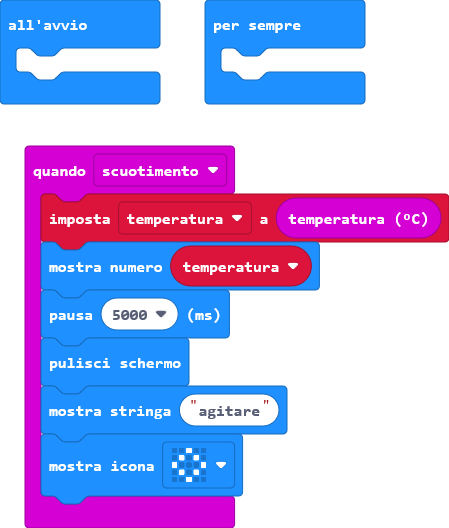 all'avvio
per sempre
quando scuotimento
imposta temperatura a temperatura (ºC)
mostra numero temperatura
pausa 5000 (ms)
pulisci schermo
mostra stringa "agitare"
mostra icona